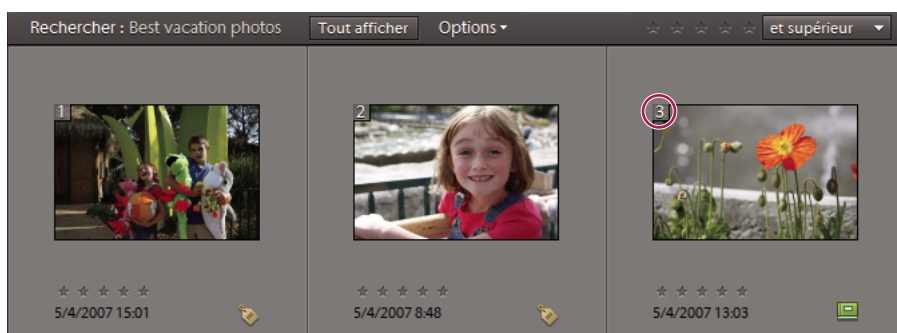 Rechercher : Best vacation photos Tout afficher Options et supérieur
1 2 3
5/4/2007 15:01 5/4/2007 8:48 5/4/2007 13:03